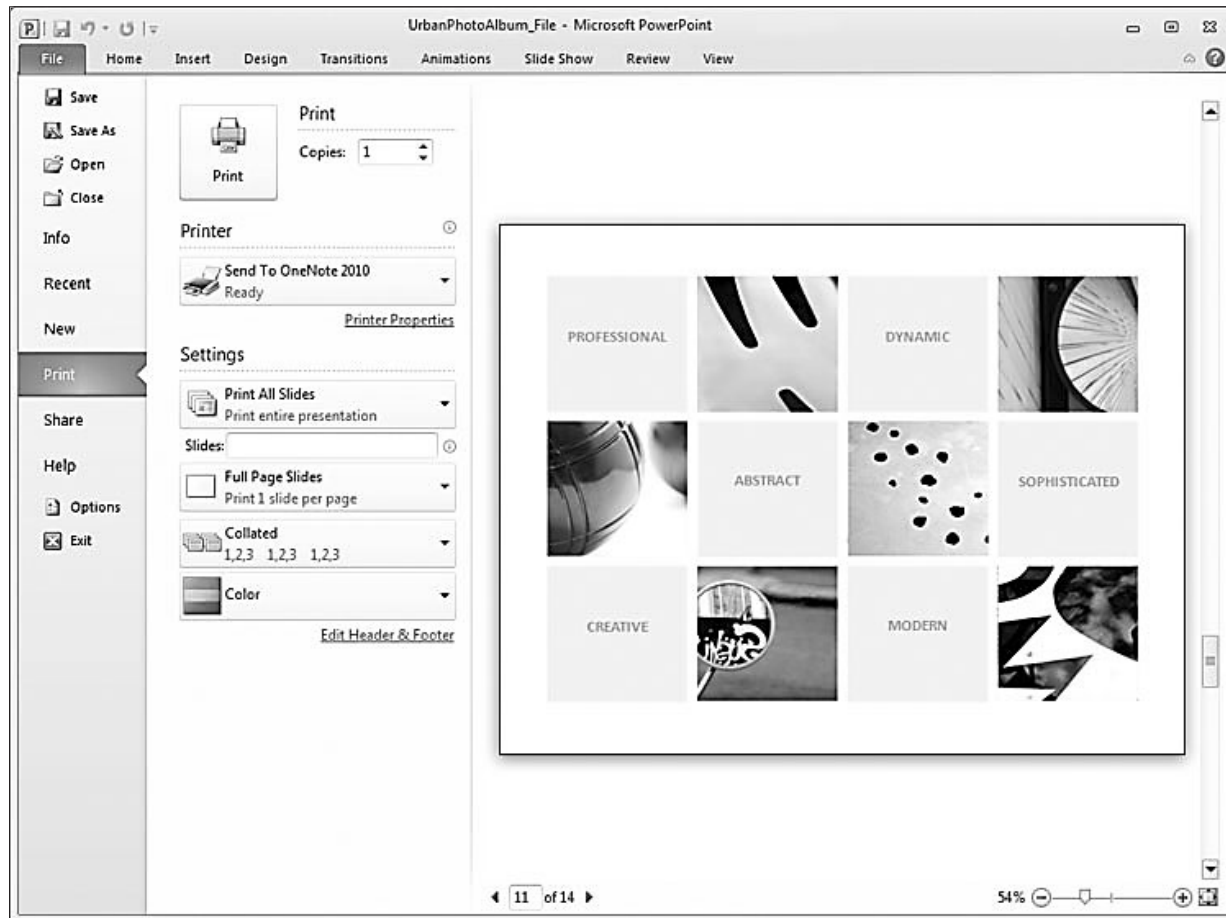 UrbanPhotoAlbum_File - Microsoft PowerPoint
File Home Insert Design Transitions Animations Slide Show Review View
Save
Save As
Open
Close
Info
Recent
New
Print
Share
Help
Options
Exit
Print
Print
Copies: 1
Printer
Send To OneNote 2010
Ready
Printer Properties
Settings
Print All Slides
Print entire presentation
Slides:
Full Page Slides
Print 1 slide per page
Collated
1,2,3 1,2,3 1,2,3
Color
Edit Header & Footer
PROFESSIONAL
DYNAMIC
ABSTRACT
SOPHISTICATED
CREATIVE
MODERN
11 of 14
54%